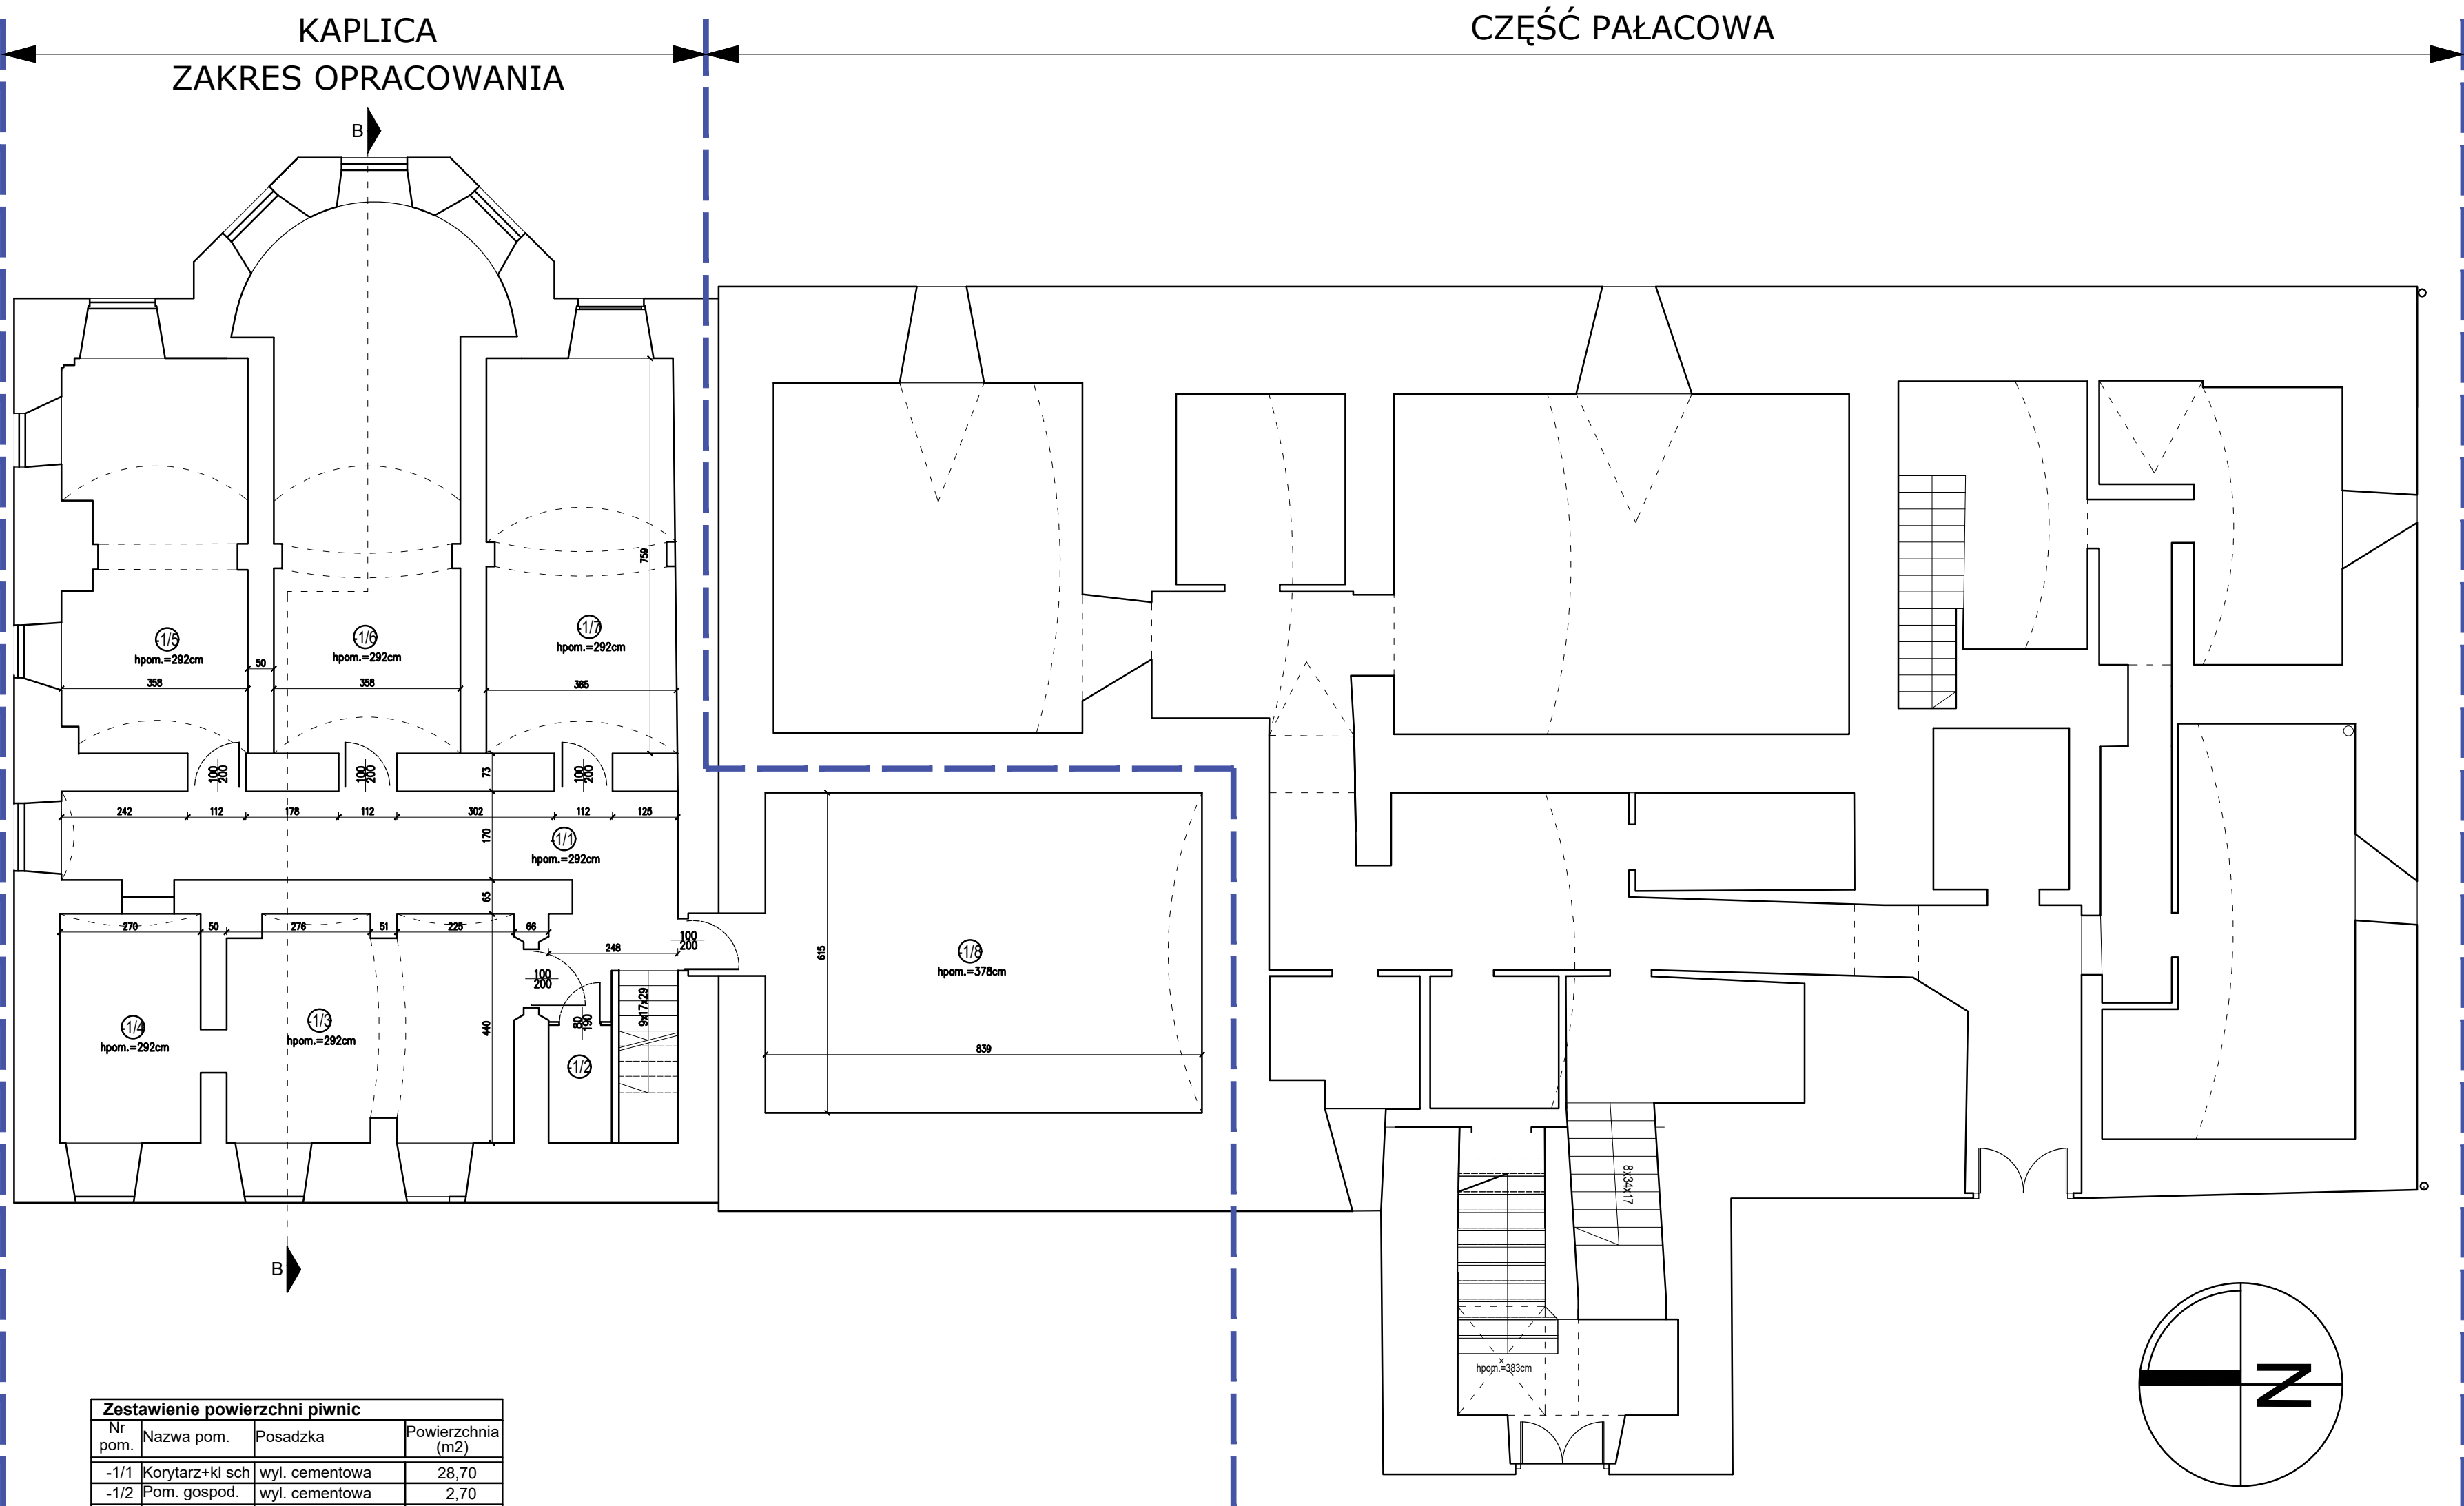 KAPLICA
CZĘŚĆ PAŁACOWA
ZAKRES OPRACOWANIA
B
759
-1/5
hpom.=292cm
-1/6
hpom.=292cm
-1/7
hpom.=292cm
50
358
358
365
100
200
100
200
100
200
73
242
112
178
112
302
112
125
170
-1/1
hpom.=292cm
65
270
50
276
51
225
66
248
100
200
100
200
615
-1/8
hpom.=378cm
9x17x29
-1/4
hpom.=292cm
-1/3
hpom.=292cm
440
80
190
-1/2
839
8x34x17
B
hpom.=383cm
N
Zestawienie powierzchni piwnic
Nr pom. Nazwa pom. Posadzka Powierzchnia (m2)
-1/1 Korytarz+kl sch wyl. cementowa 28,70
-1/2 Pom. gospod. wyl. cementowa 2,70